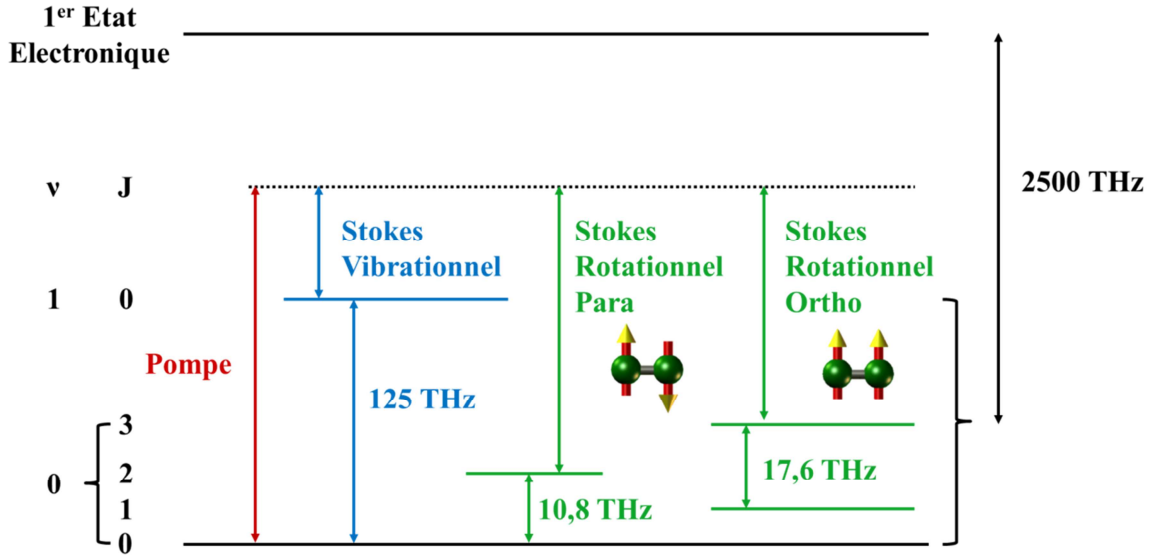 1er Etat
Electronique
2500 THz
ν J
Stokes
Vibrationnel
Stokes
Rotationnel
Para
Stokes
Rotationnel
Ortho
1 0
Pompe
125 THz
3
2
17,6 THz
0
1
10,8 THz
0